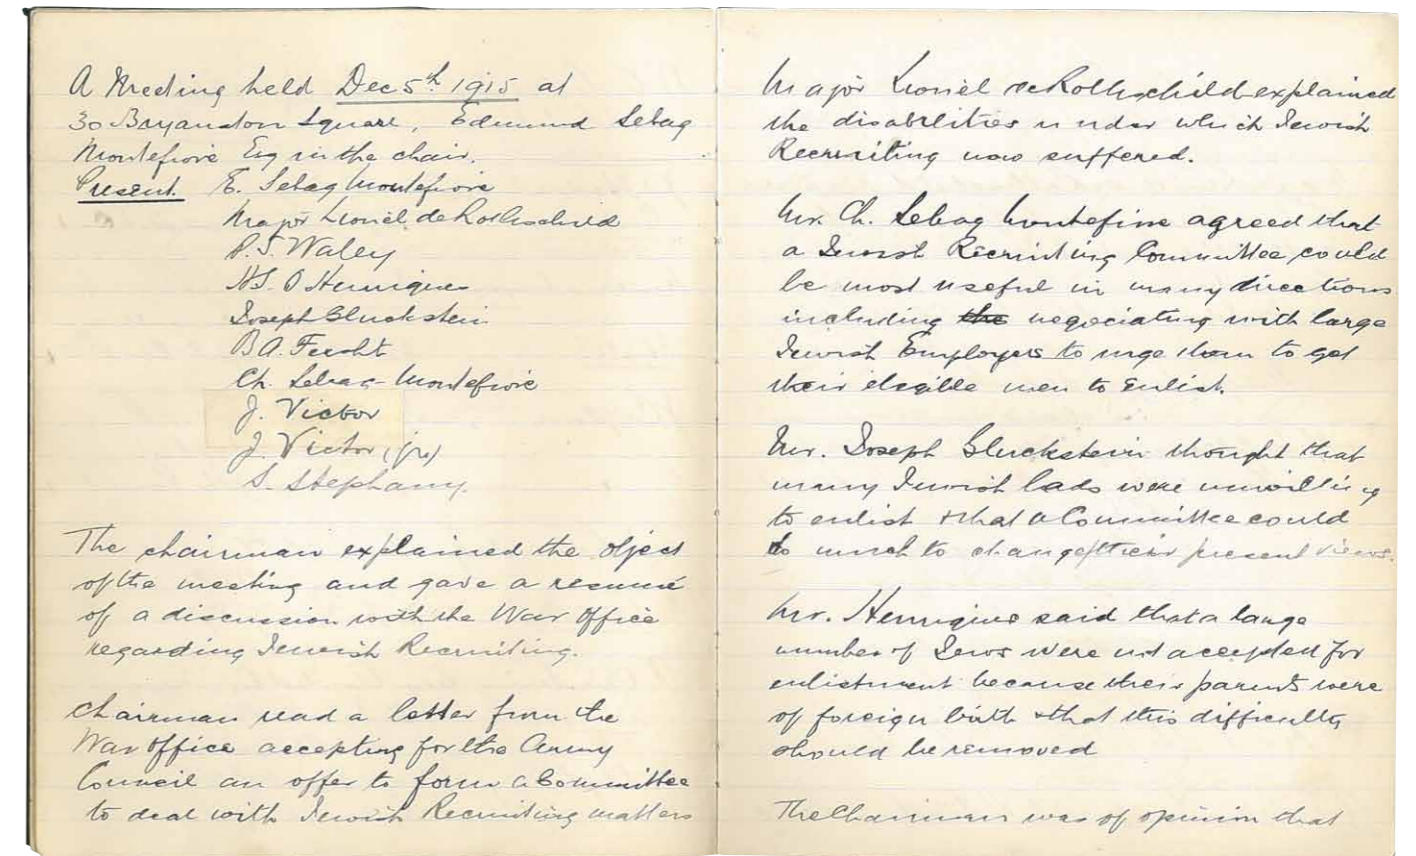 A Meeting held Dec 5th 1915 at
30 Bryanston Square, Edmund Sebag
Montefiore Esq in the chair.
Present E. Sebag Montefiore
Major Lionel de Rothschild
P.J. Waley
H.S. Q Henriques
Joseph Gluckstein
B.A. Fersht
Ch. Sebag-Montefiore
J. Victor
J. Victor (jr)
S. Stephany.
The chairman explained the object
of the meeting and gave a resumé
of a discussion with the War Office
regarding Jewish Recruiting.
Chairman read a letter from the
War Office accepting for the Army
Council an offer to form a Committee
to deal with Jewish Recruiting matters
Major Lionel de Rothschild explained
the disabilities under which Jewish
Recruiting now suffered.
Mr. Ch. Sebag Montefiore agreed that
a Jewish Recruiting Committee could
be most useful in many directions
including the negociating with large
Jewish Employers to urge them to get
their eligible men to enlist.
Mr. Joseph Gluckstein thought that
many Jewish lads were unwilling
to enlist & that a Committee could
do much to change their present views.
Mr. Henriques said that a large
number of Jews were not accepted for
enlistment because their parents were
of foreign birth & that this difficulty
should be removed
The Chairman was of opinion that